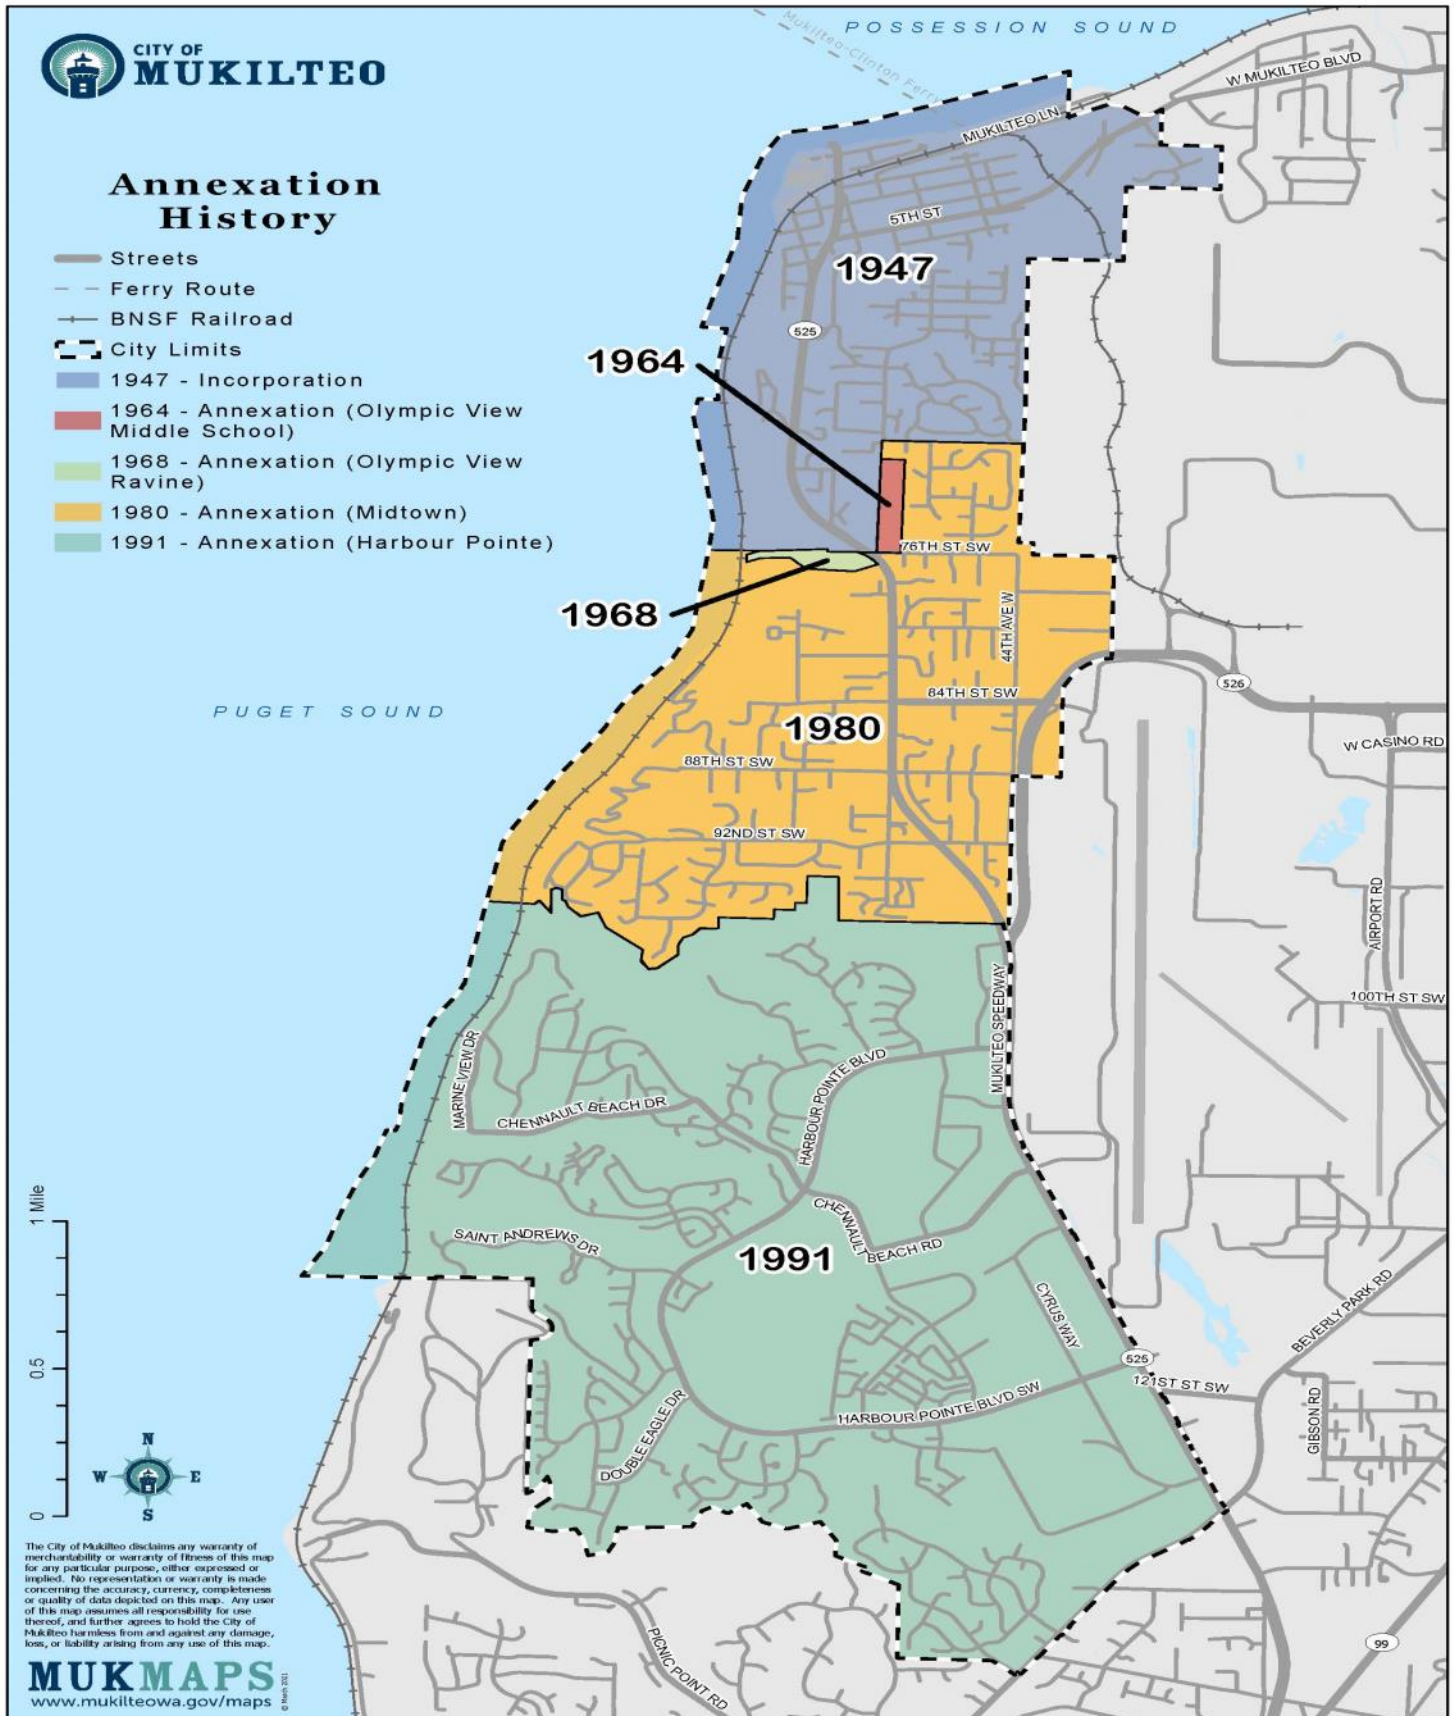 POSSESSION SOUND
Mukilteo-Clinton Ferry
W MUKILTEO BLVD
CITY OF
MUKILTEO
MUKILTEO LN
Annexation
History
5TH ST
Streets
Ferry Route
BNSF Railroad
City Limits
1947 - Incorporation
1964 - Annexation (Olympic View
Middle School)
1968 - Annexation (Olympic View
Ravine)
1980 - Annexation (Midtown)
1991 - Annexation (Harbour Pointe)
1947
525
1964
76TH ST SW
1968
44TH AVE W
84TH ST SW
526
PUGET SOUND
1980
W CASINO RD
88TH ST SW
92ND ST SW
AIRPORT RD
100TH ST SW
MUKILTEO SPEEDWAY
MARINE VIEW DR
CHENNAULT BEACH DR
HARBOUR POINTE BLVD
CHENNAULT
BEACH RD
SAINT ANDREWS DR
1991
CYRUS WAY
BEVERLY PARK RD
525
121ST ST SW
GIBSON RD
HARBOUR POINTE BLVD SW
DOUBLE EAGLE DR
1 Mile
0.5
0
N
W E
S
PICNIC POINT RD
99
The City of Mukilteo disclaims any warranty of
merchantability or warranty of fitness of this map
for any particular purpose, either expressed or
implied. No representation or warranty is made
concerning the accuracy, currency, completeness
or quality of data depicted on this map. Any user
of this map assumes all responsibility for use
thereof, and further agrees to hold the City of
Mukilteo harmless from and against any damage,
loss, or liability arising from any use of this map.
MUKMAPS
www.mukilteowa.gov/maps
© March 2021